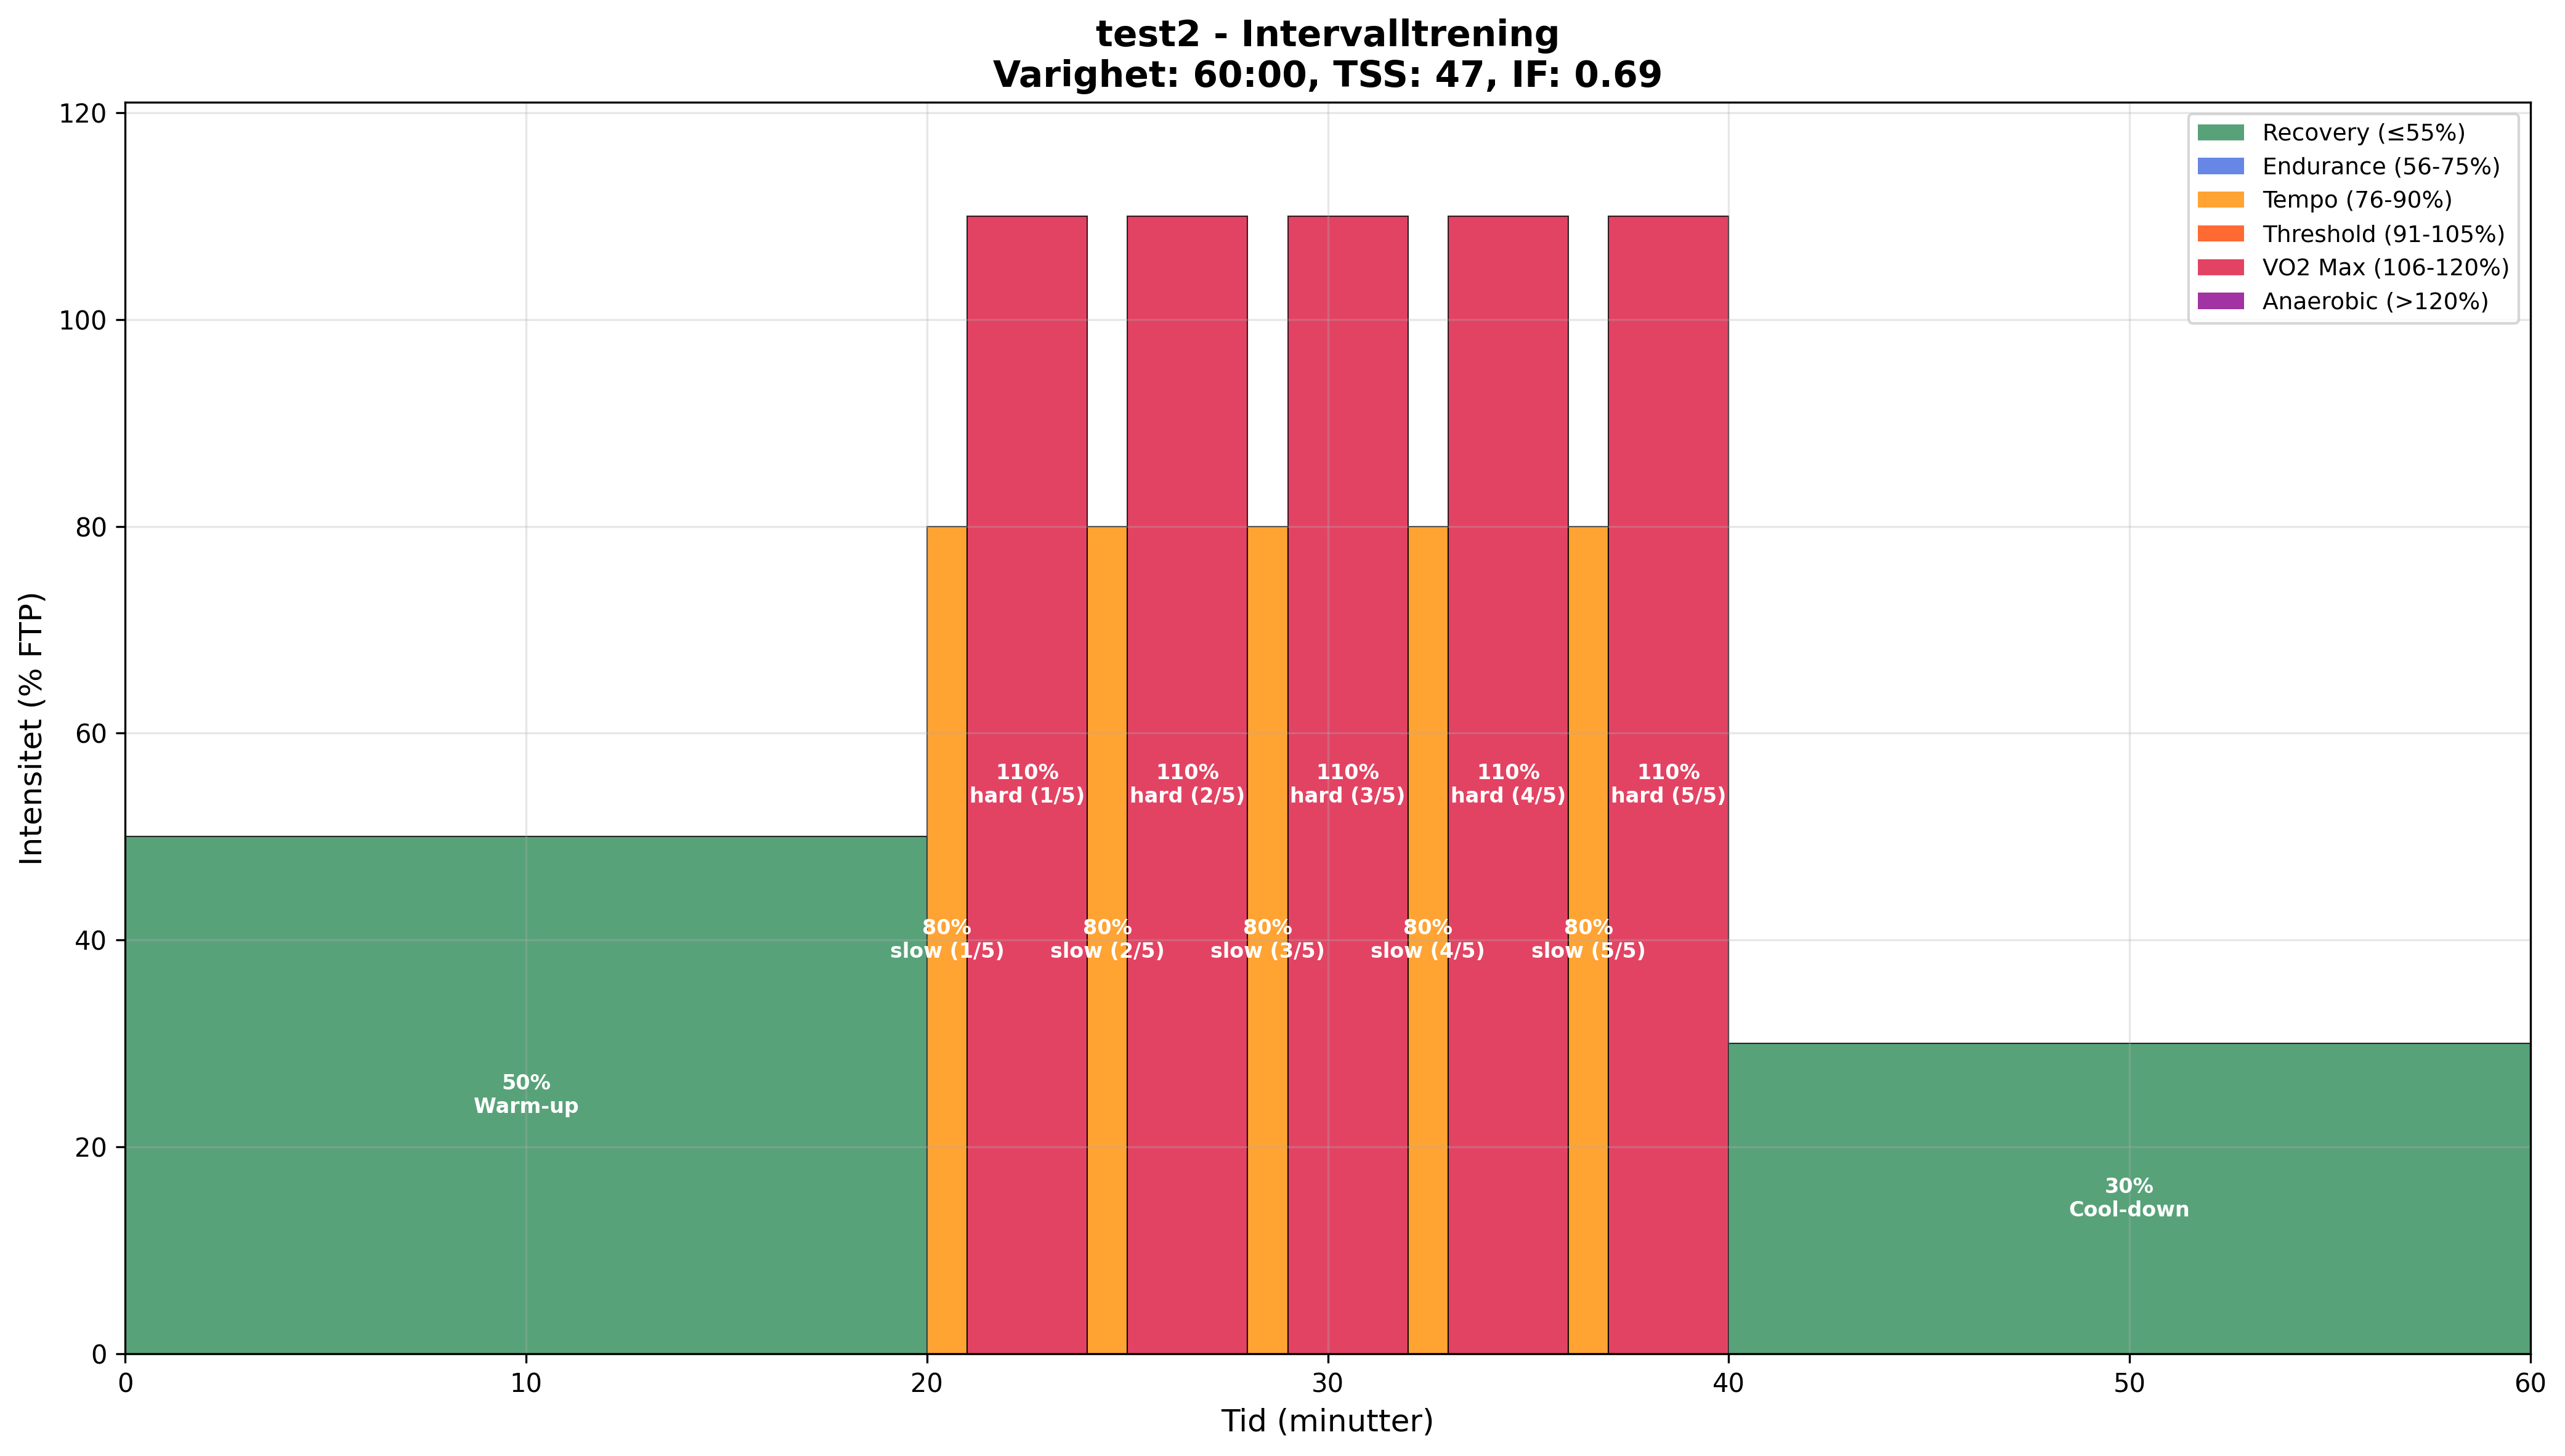 test2 - Intervalltrening
Varighet: 60:00, TSS: 47, IF: 0.69
120
100
80
60
40
20
0
Intensitet (% FTP)
Recovery (≤55%)
Endurance (56-75%)
Tempo (76-90%)
Threshold (91-105%)
VO2 Max (106-120%)
Anaerobic (>120%)
110%
hard (1/5)
110%
hard (2/5)
110%
hard (3/5)
110%
hard (4/5)
110%
hard (5/5)
80%
slow (1/5)
80%
slow (2/5)
80%
slow (3/5)
80%
slow (4/5)
80%
slow (5/5)
50%
Warm-up
30%
Cool-down
0
10
20
30
40
50
60
Tid (minutter)